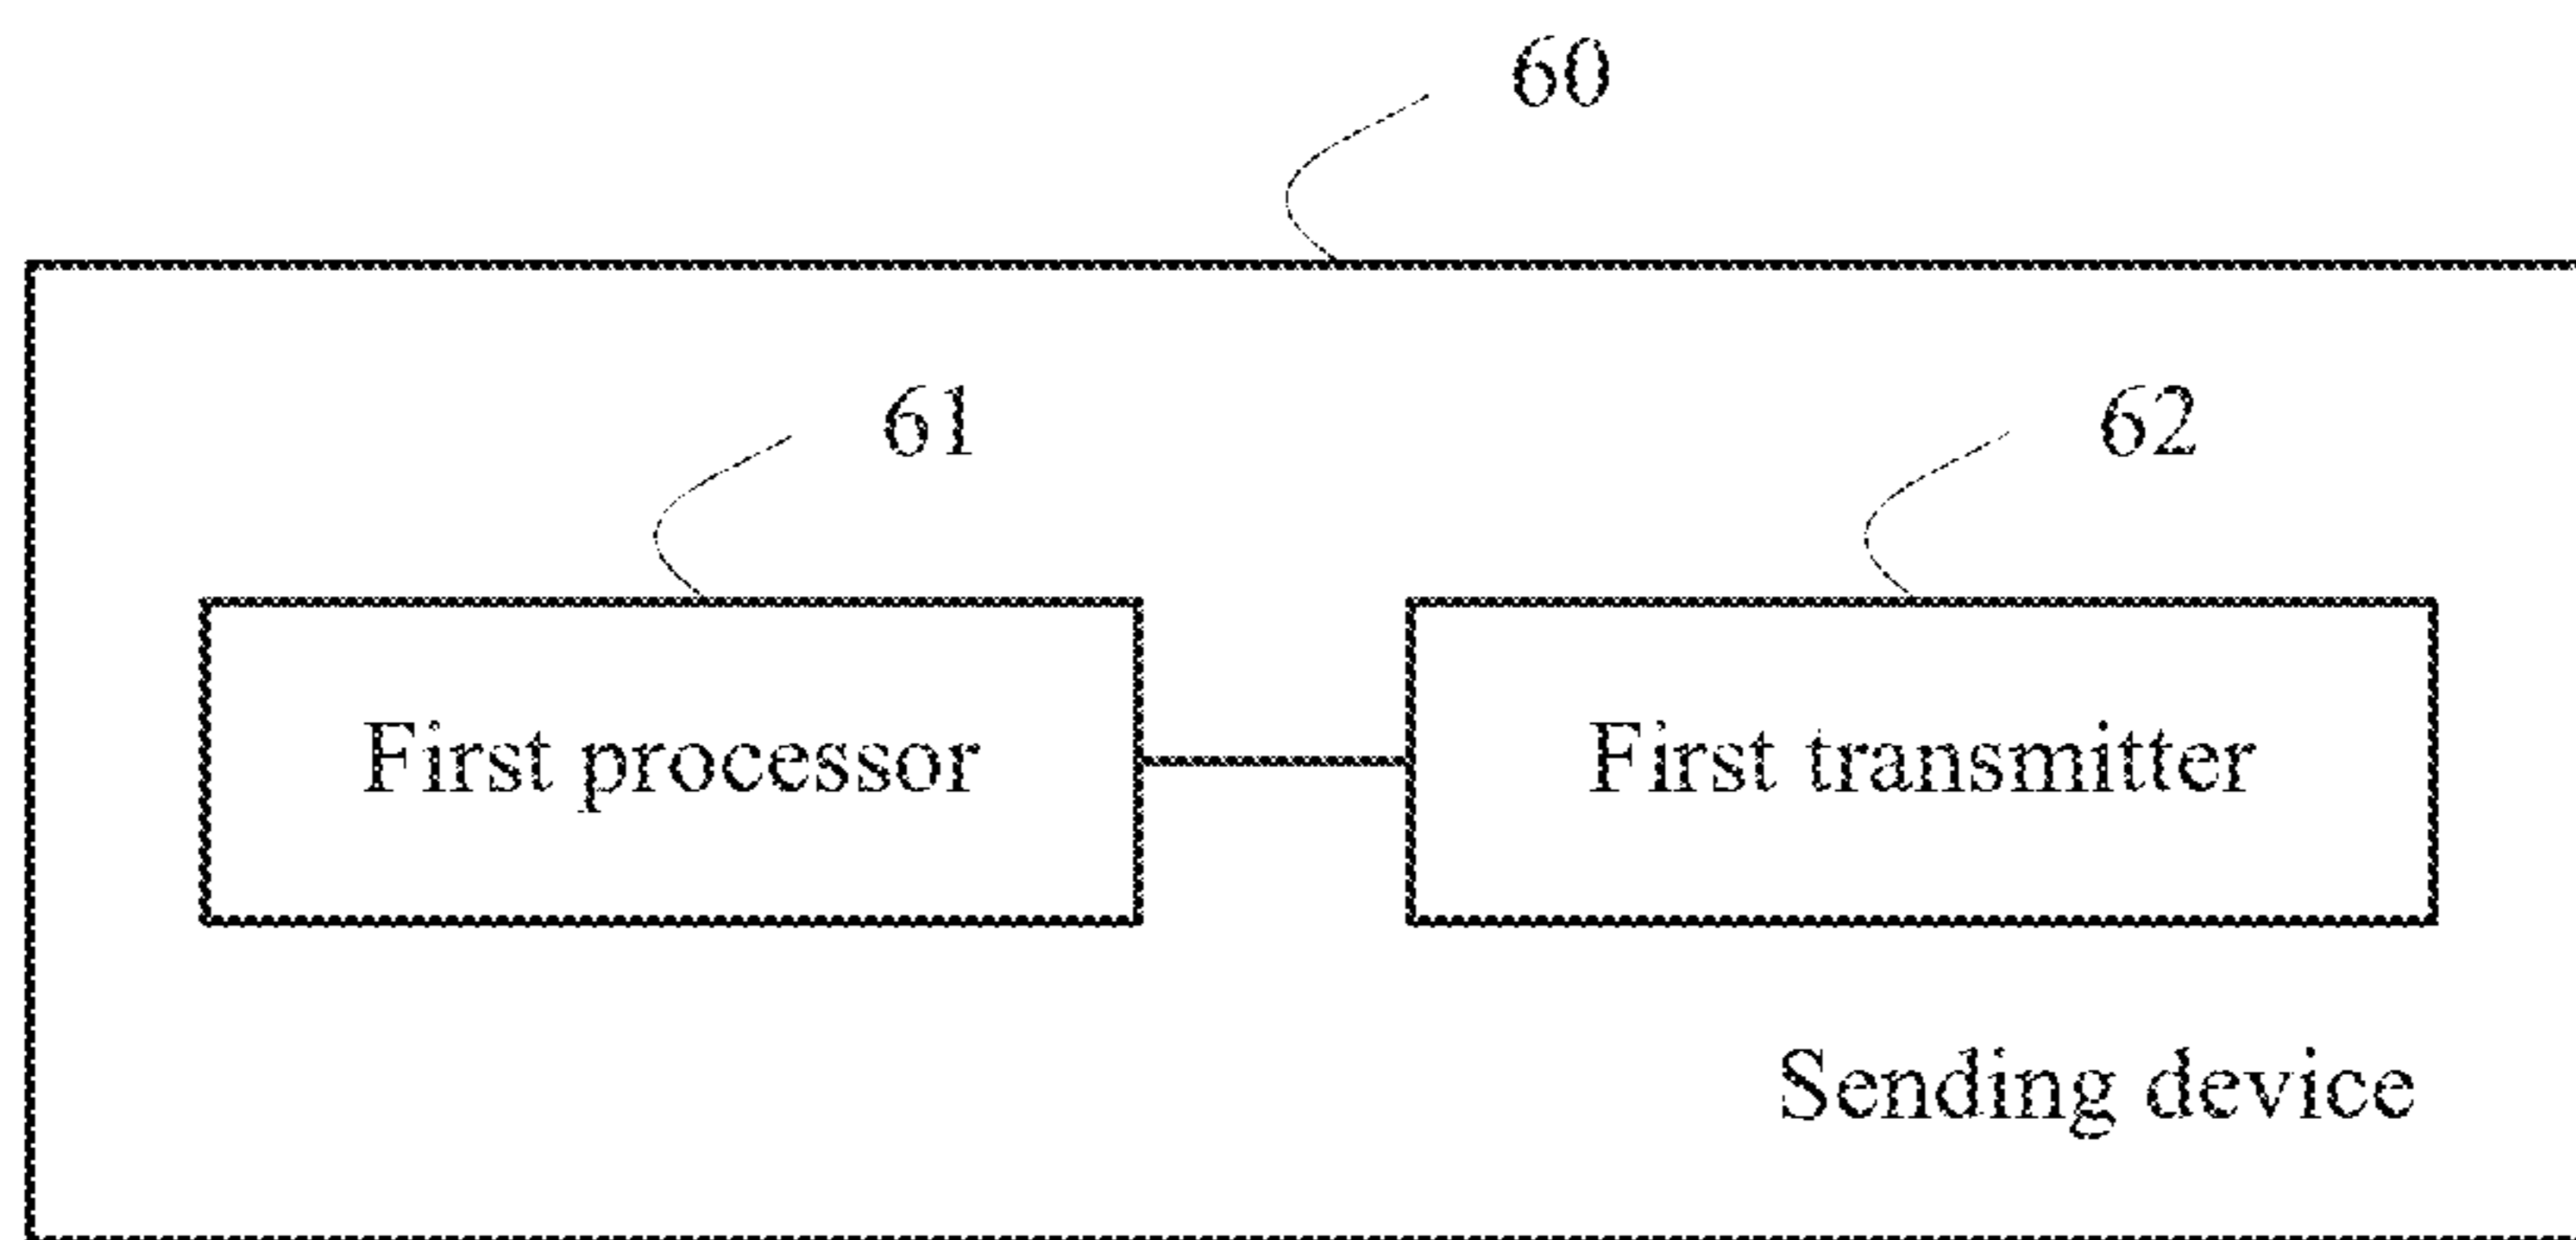 60
61
62
First processor
First transmitter
Sending device